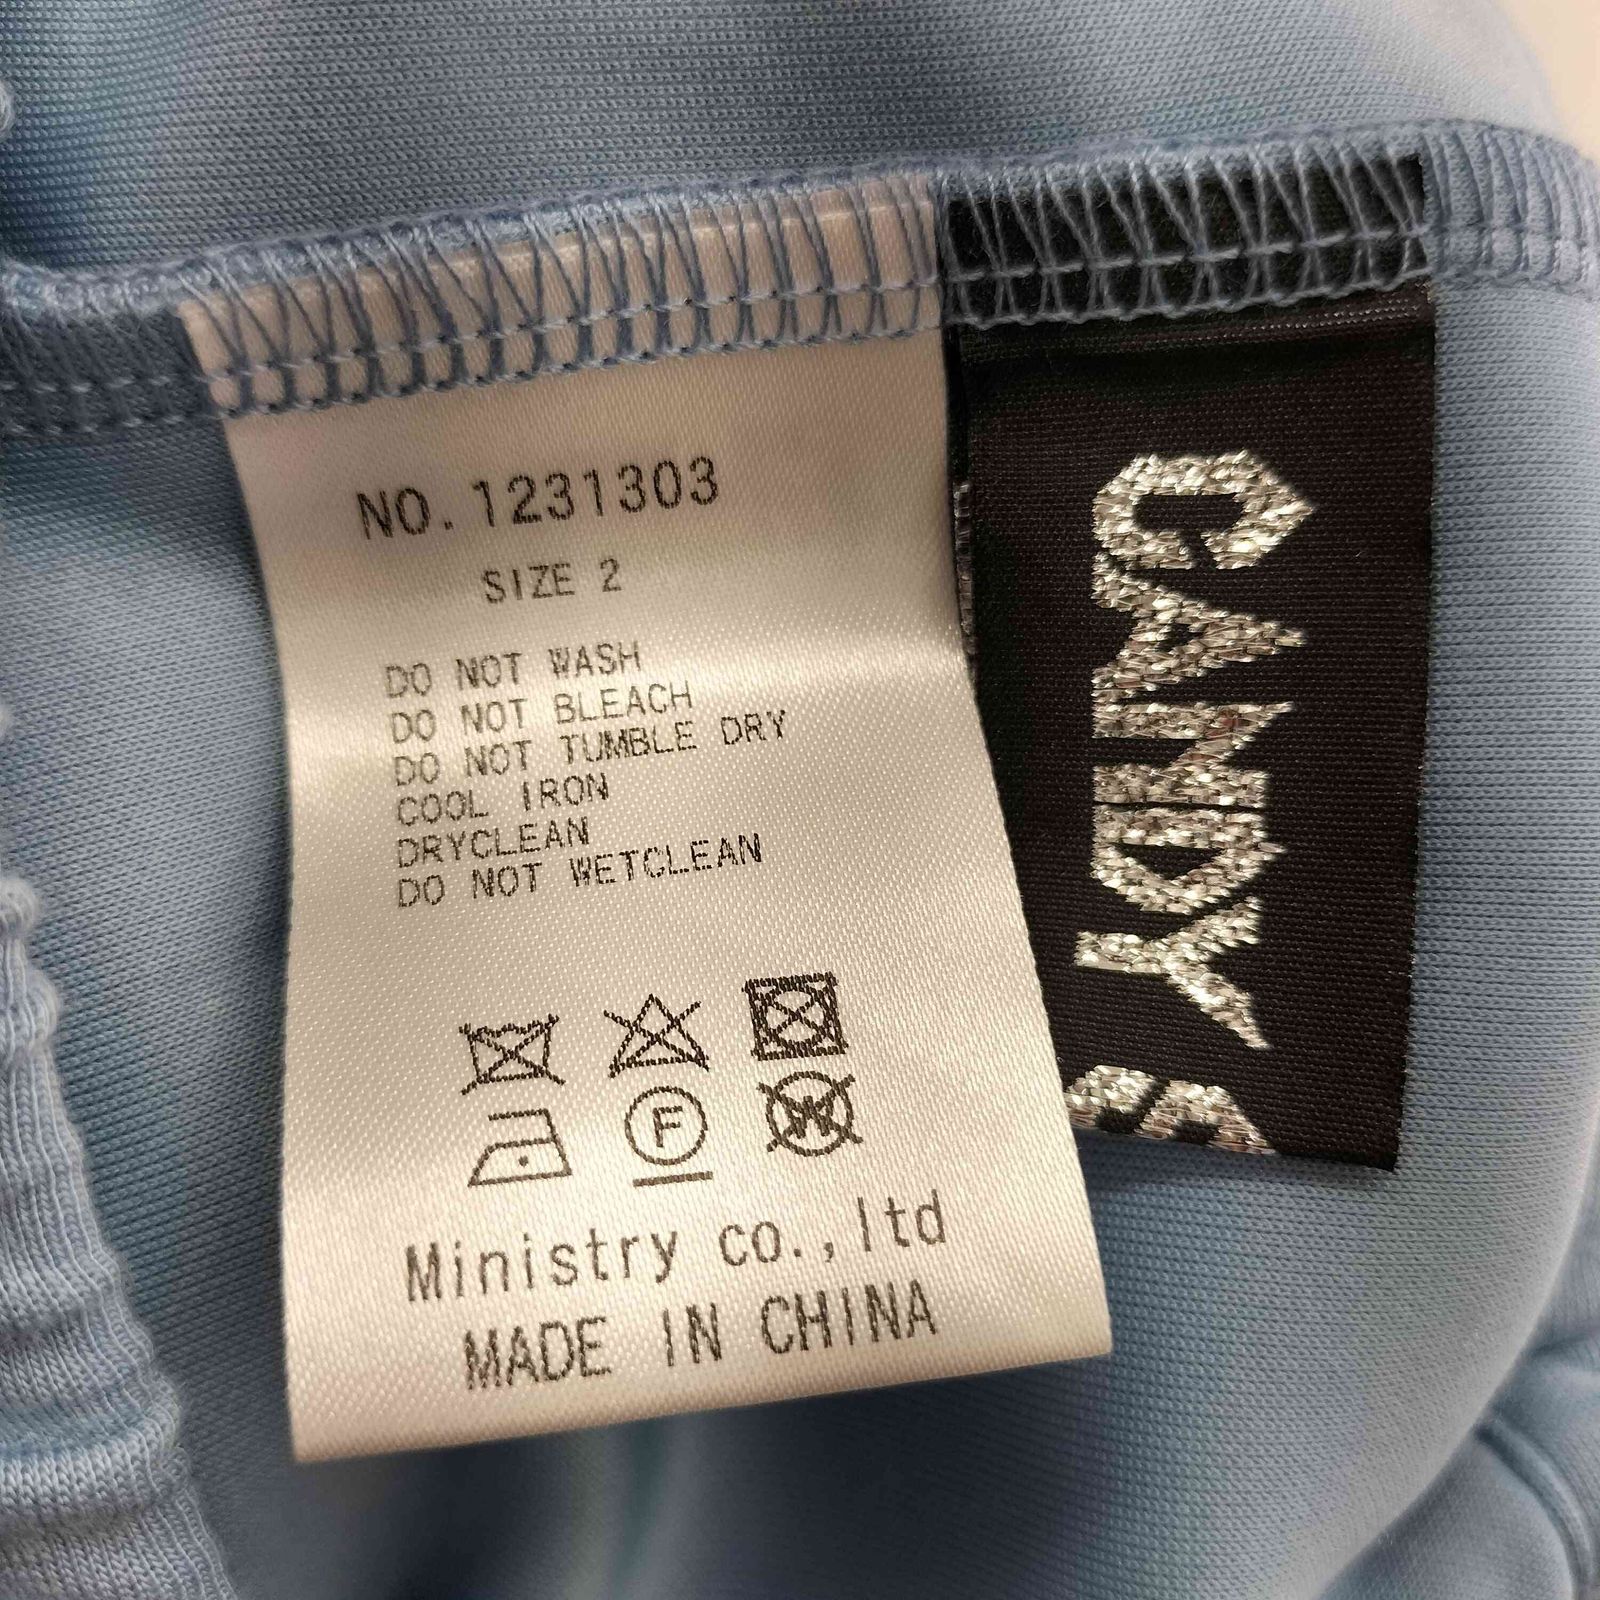 NO.1231303
SIZE 2
DO NOT WASH
DO NOT BLEACH
DO NOT TUMBLE DRY
COOL IRON
DRYCLEAN
DO NOT WETCLEAN
F
W
Ministry co.,ltd
MADE IN CHINA
CANDY